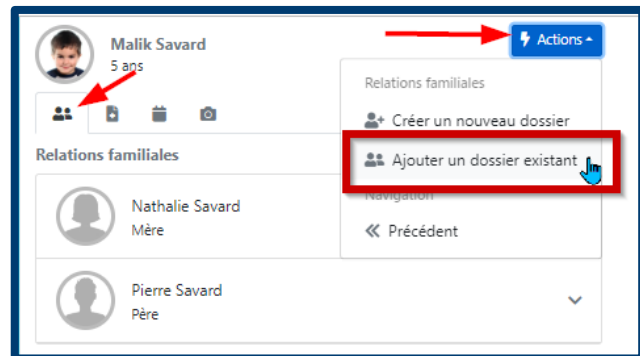 Malik Savard
5 ans
Actions
Relations familiales
Créer un nouveau dossier
Ajouter un dossier existant
Navigation
Précédent
Relations familiales
Nathalie Savard
Mère
Pierre Savard
Père